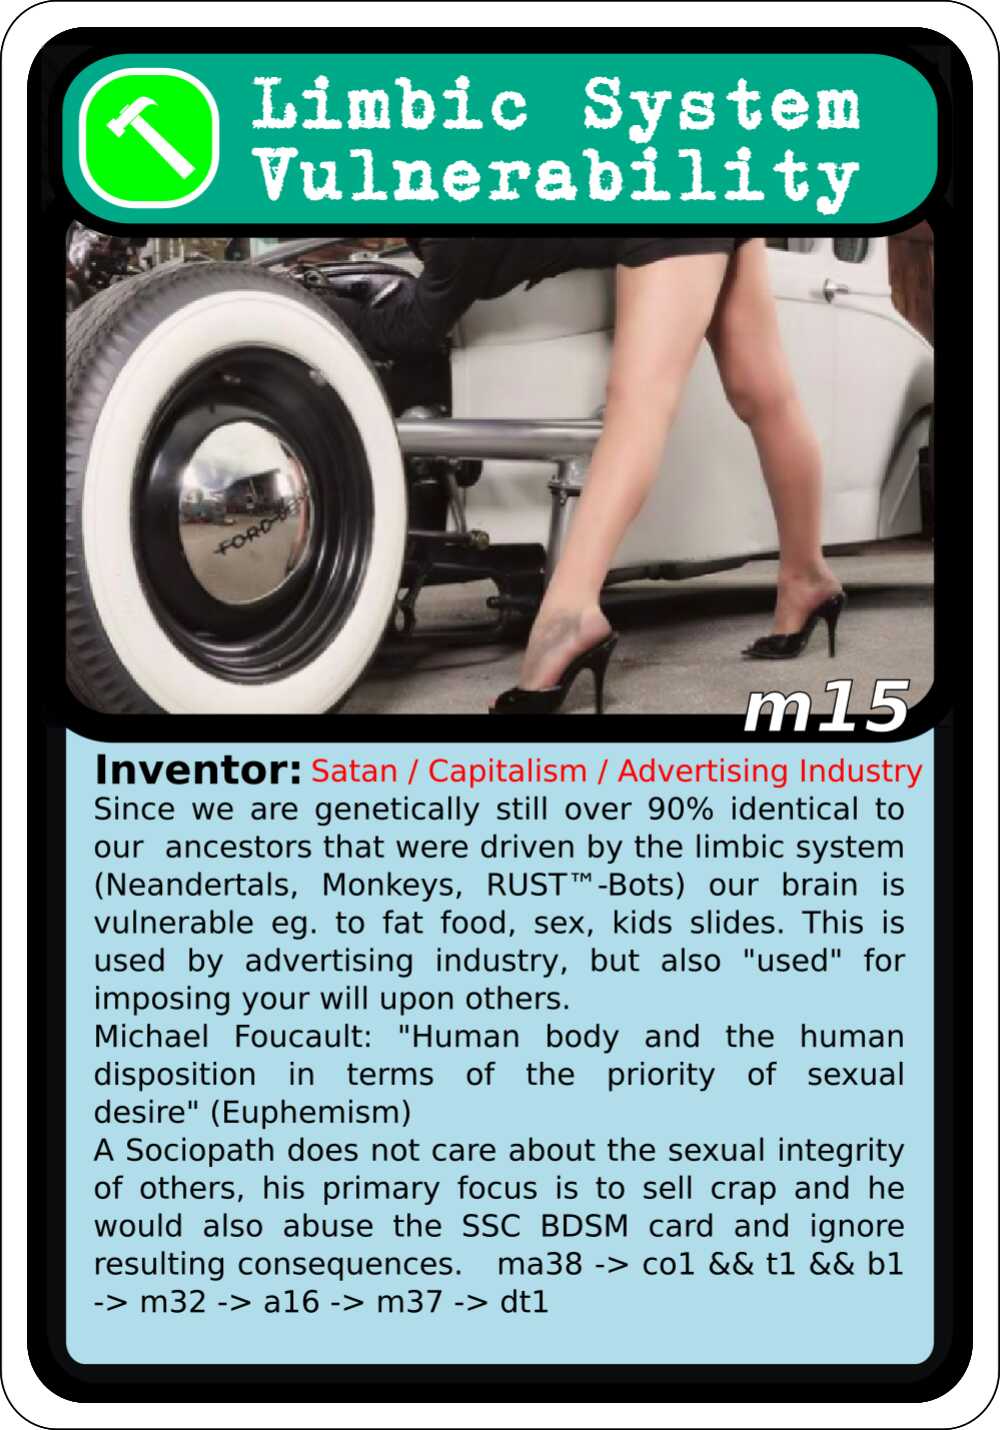 Limbic System
Vulnerability
FORD
m15
Inventor: Satan / Capitalism / Advertising Industry
Since we are genetically still over 90% identical to
our ancestors that were driven by the limbic system
(Neandertals, Monkeys, RUST™-Bots) our brain is
vulnerable eg. to fat food, sex, kids slides. This is
used by advertising industry, but also "used" for
imposing your will upon others.
Michael Foucault: "Human body and the human
disposition in terms of the priority of sexual
desire" (Euphemism)
A Sociopath does not care about the sexual integrity
of others, his primary focus is to sell crap and he
would also abuse the SSC BDSM card and ignore
resulting consequences. ma38 -> co1 && t1 && b1
-> m32 -> a16 -> m37 -> dt1